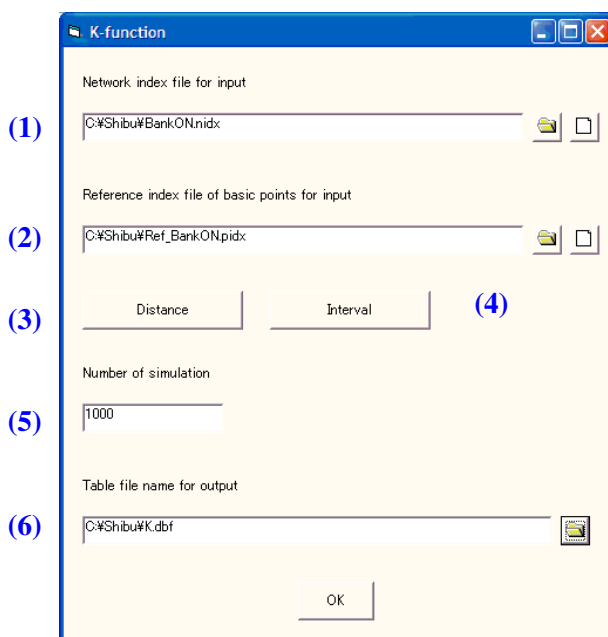 K-function
Network index file for input
(1) C:¥Shibu¥BankON.nidx
Reference index file of basic points for input
(2) C:¥Shibu¥Ref_BankON.pidx
(3) Distance Interval (4)
Number of simulation
(5) 1000
Table file name for output
(6) C:¥Shibu¥K.dbf
OK